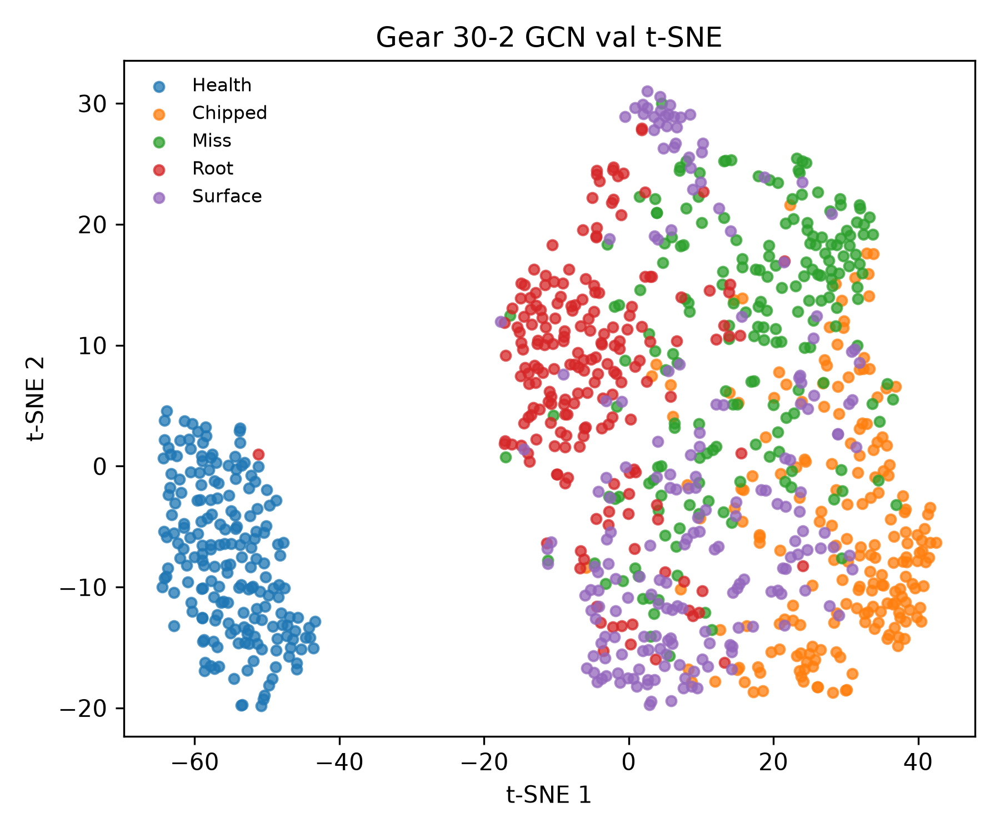 Gear 30-2 GCN val t-SNE
Health
Chipped
Miss
Root
Surface
30
20
10
0
−10
−20
t-SNE 2
−60
−40
−20
0
20
40
t-SNE 1